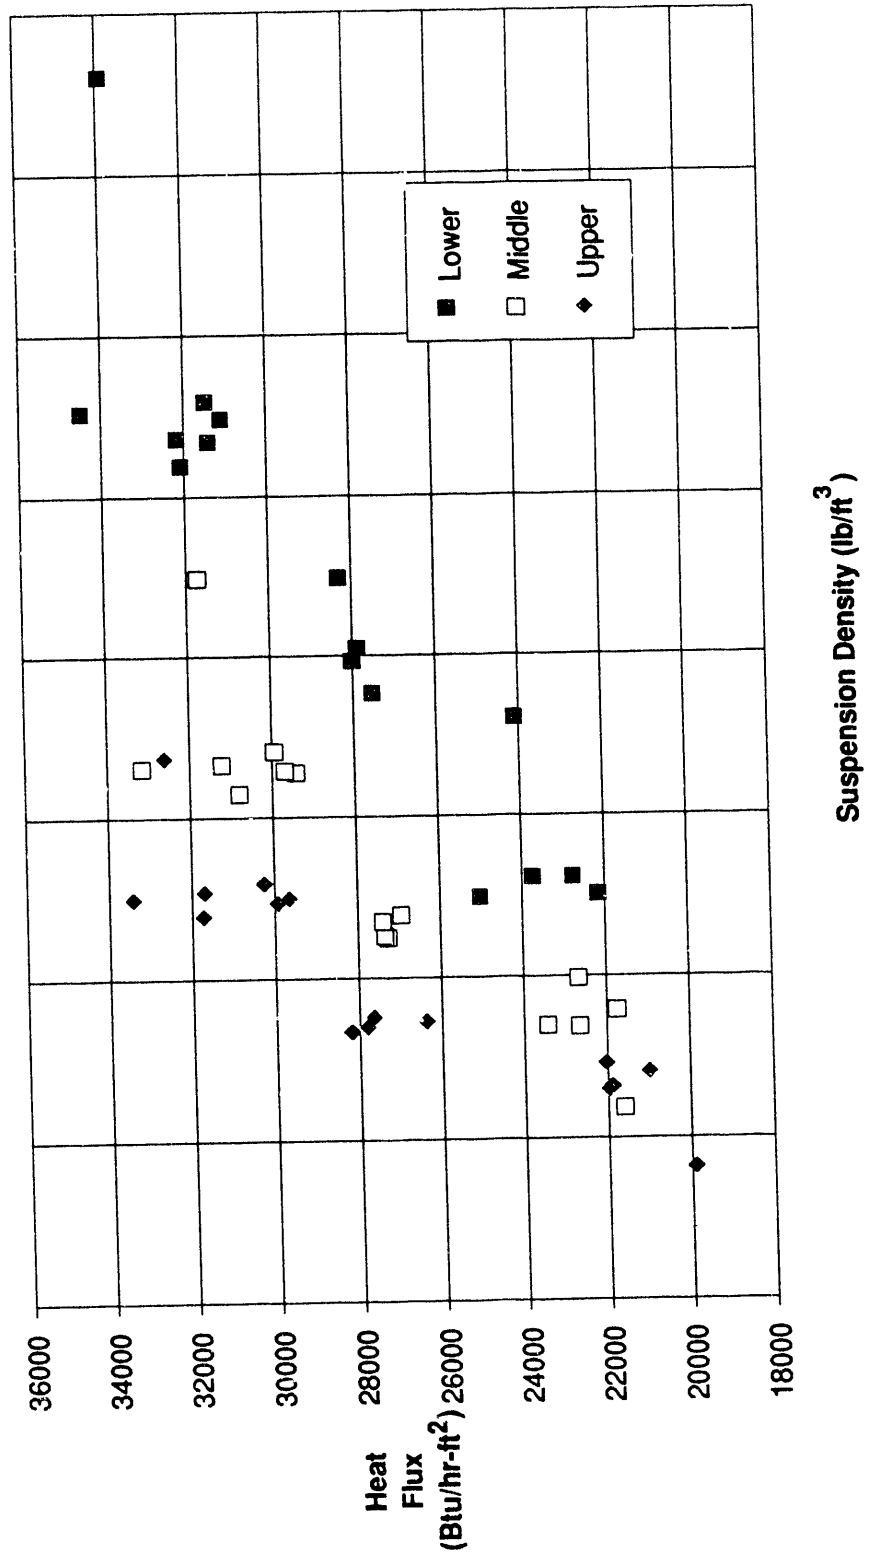 36000
34000
32000
30000
28000
26000
24000
22000
20000
18000
Heat
Flux
(Btu/hr-ft²)
Lower
Middle
Upper
Suspension Density (lb/ft³)